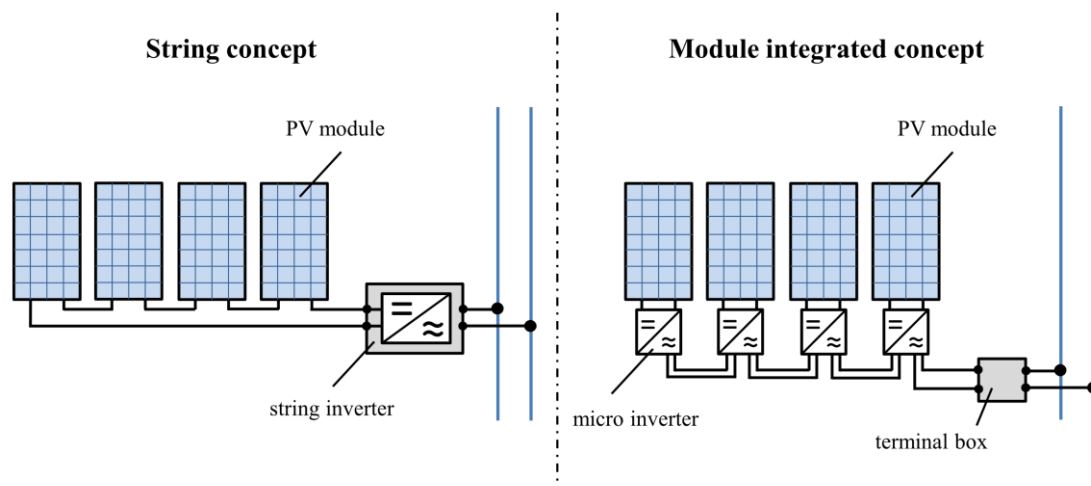 String concept
PV module
string inverter
Module integrated concept
PV module
micro inverter
terminal box